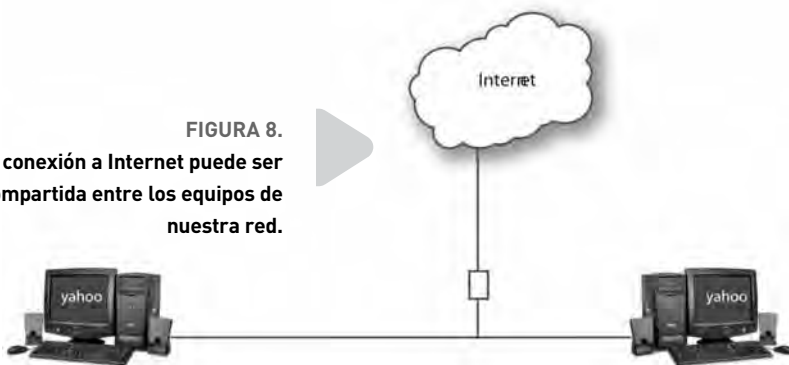 FIGURA 8.
conexión a Internet puede ser
mpartida entre los equipos de
nuestra red.
Internet
yahoo
yahoo